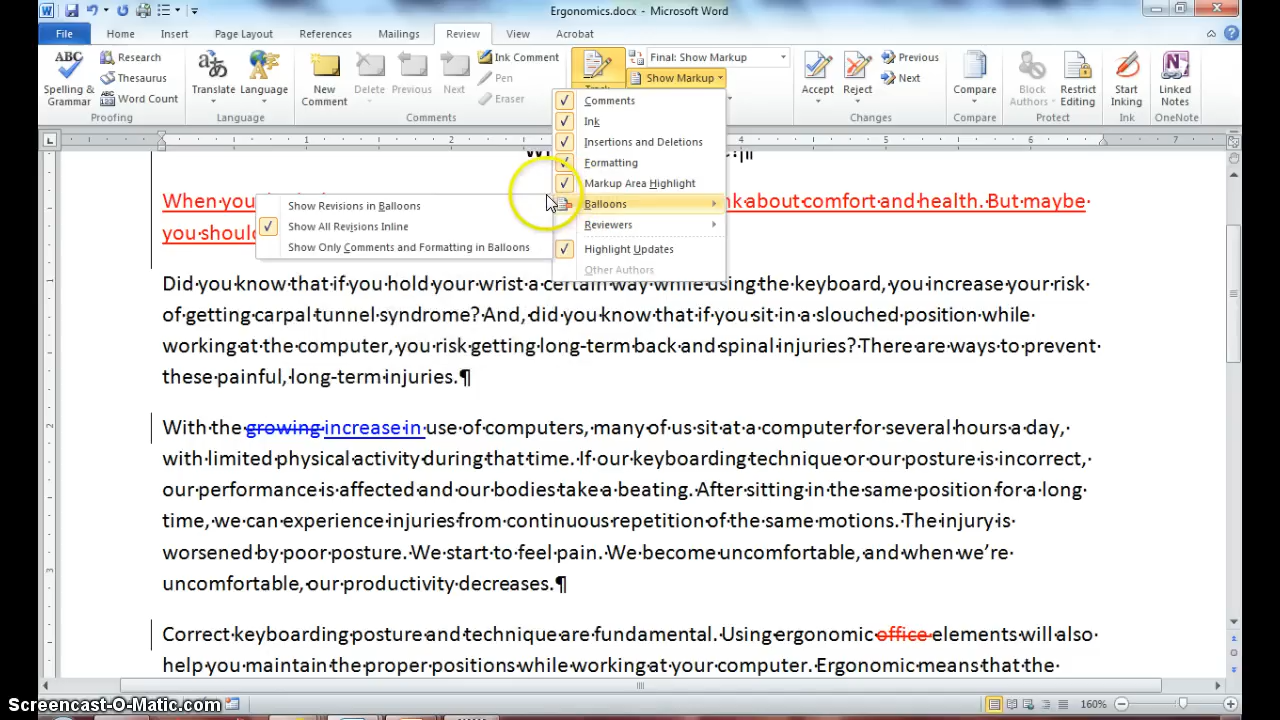 Ergonomics.docx - Microsoft Word
File Home Insert Page Layout References Mailings Review View Acrobat
ABC Research Ink Comment Final: Show Markup Previous
Thesaurus Pen Show Markup Next
Spelling & Grammar Word Count Translate Language New Comment Delete Previous Next Eraser Accept Reject Compare Block Authors Restrict Editing Start Inking Linked Notes
Proofing Language Comments Changes Compare Protect Ink OneNote
Comments
Ink
Insertions and Deletions
Formatting
Markup Area Highlight
Balloons
Reviewers
Highlight Updates
Other Authors
Show Revisions in Balloons
Show All Revisions Inline
Show Only Comments and Formatting in Balloons
1 2 4 5 6 7
When you about comfort and health. But maybe
you
Did you know that if you hold your wrist a certain way while using the keyboard, you increase your risk
of getting carpal tunnel syndrome? And, did you know that if you sit in a slouched position while
working at the computer, you risk getting long-term back and spinal injuries? There are ways to prevent
these painful, long-term injuries.¶
With the growing increase in use of computers, many of us sit at a computer for several hours a day,
with limited physical activity during that time. If our keyboarding technique or our posture is incorrect,
our performance is affected and our bodies take a beating. After sitting in the same position for a long
time, we can experience injuries from continuous repetition of the same motions. The injury is
worsened by poor posture. We start to feel pain. We become uncomfortable, and when we're
uncomfortable, our productivity decreases.¶
Correct keyboarding posture and technique are fundamental. Using ergonomic office elements will also
help you maintain the proper positions while working at your computer. Ergonomic means that the
Screencast-O-Matic.com
160%